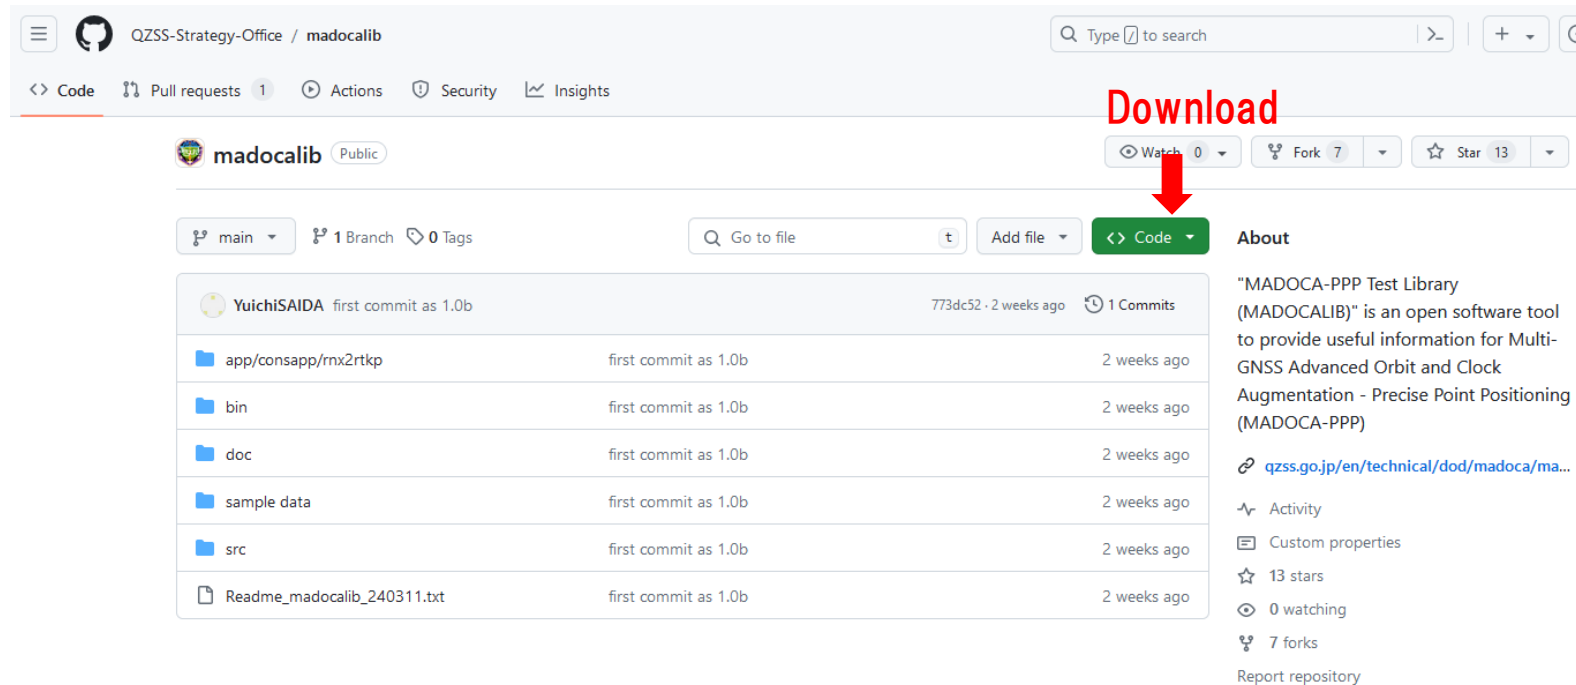 QZSS-Strategy-Office / madocalib
Type / to search
Code Pull requests 1 Actions Security Insights
Download
madocalib Public
Watch 0 Fork 7 Star 13
main 1 Branch 0 Tags Go to file t Add file Code
YuichiSAIDA first commit as 1.0b 773dc52 · 2 weeks ago 1 Commits
app/consapp/rnx2rtkp first commit as 1.0b 2 weeks ago
bin first commit as 1.0b 2 weeks ago
doc first commit as 1.0b 2 weeks ago
sample data first commit as 1.0b 2 weeks ago
src first commit as 1.0b 2 weeks ago
Readme_madocalib_240311.txt first commit as 1.0b 2 weeks ago
About
"MADOCA-PPP Test Library
(MADOCALIB)" is an open software tool
to provide useful information for Multi-
GNSS Advanced Orbit and Clock
Augmentation - Precise Point Positioning
(MADOCA-PPP)
qzss.go.jp/en/technical/dod/madoca/ma...
Activity
Custom properties
13 stars
0 watching
7 forks
Report repository